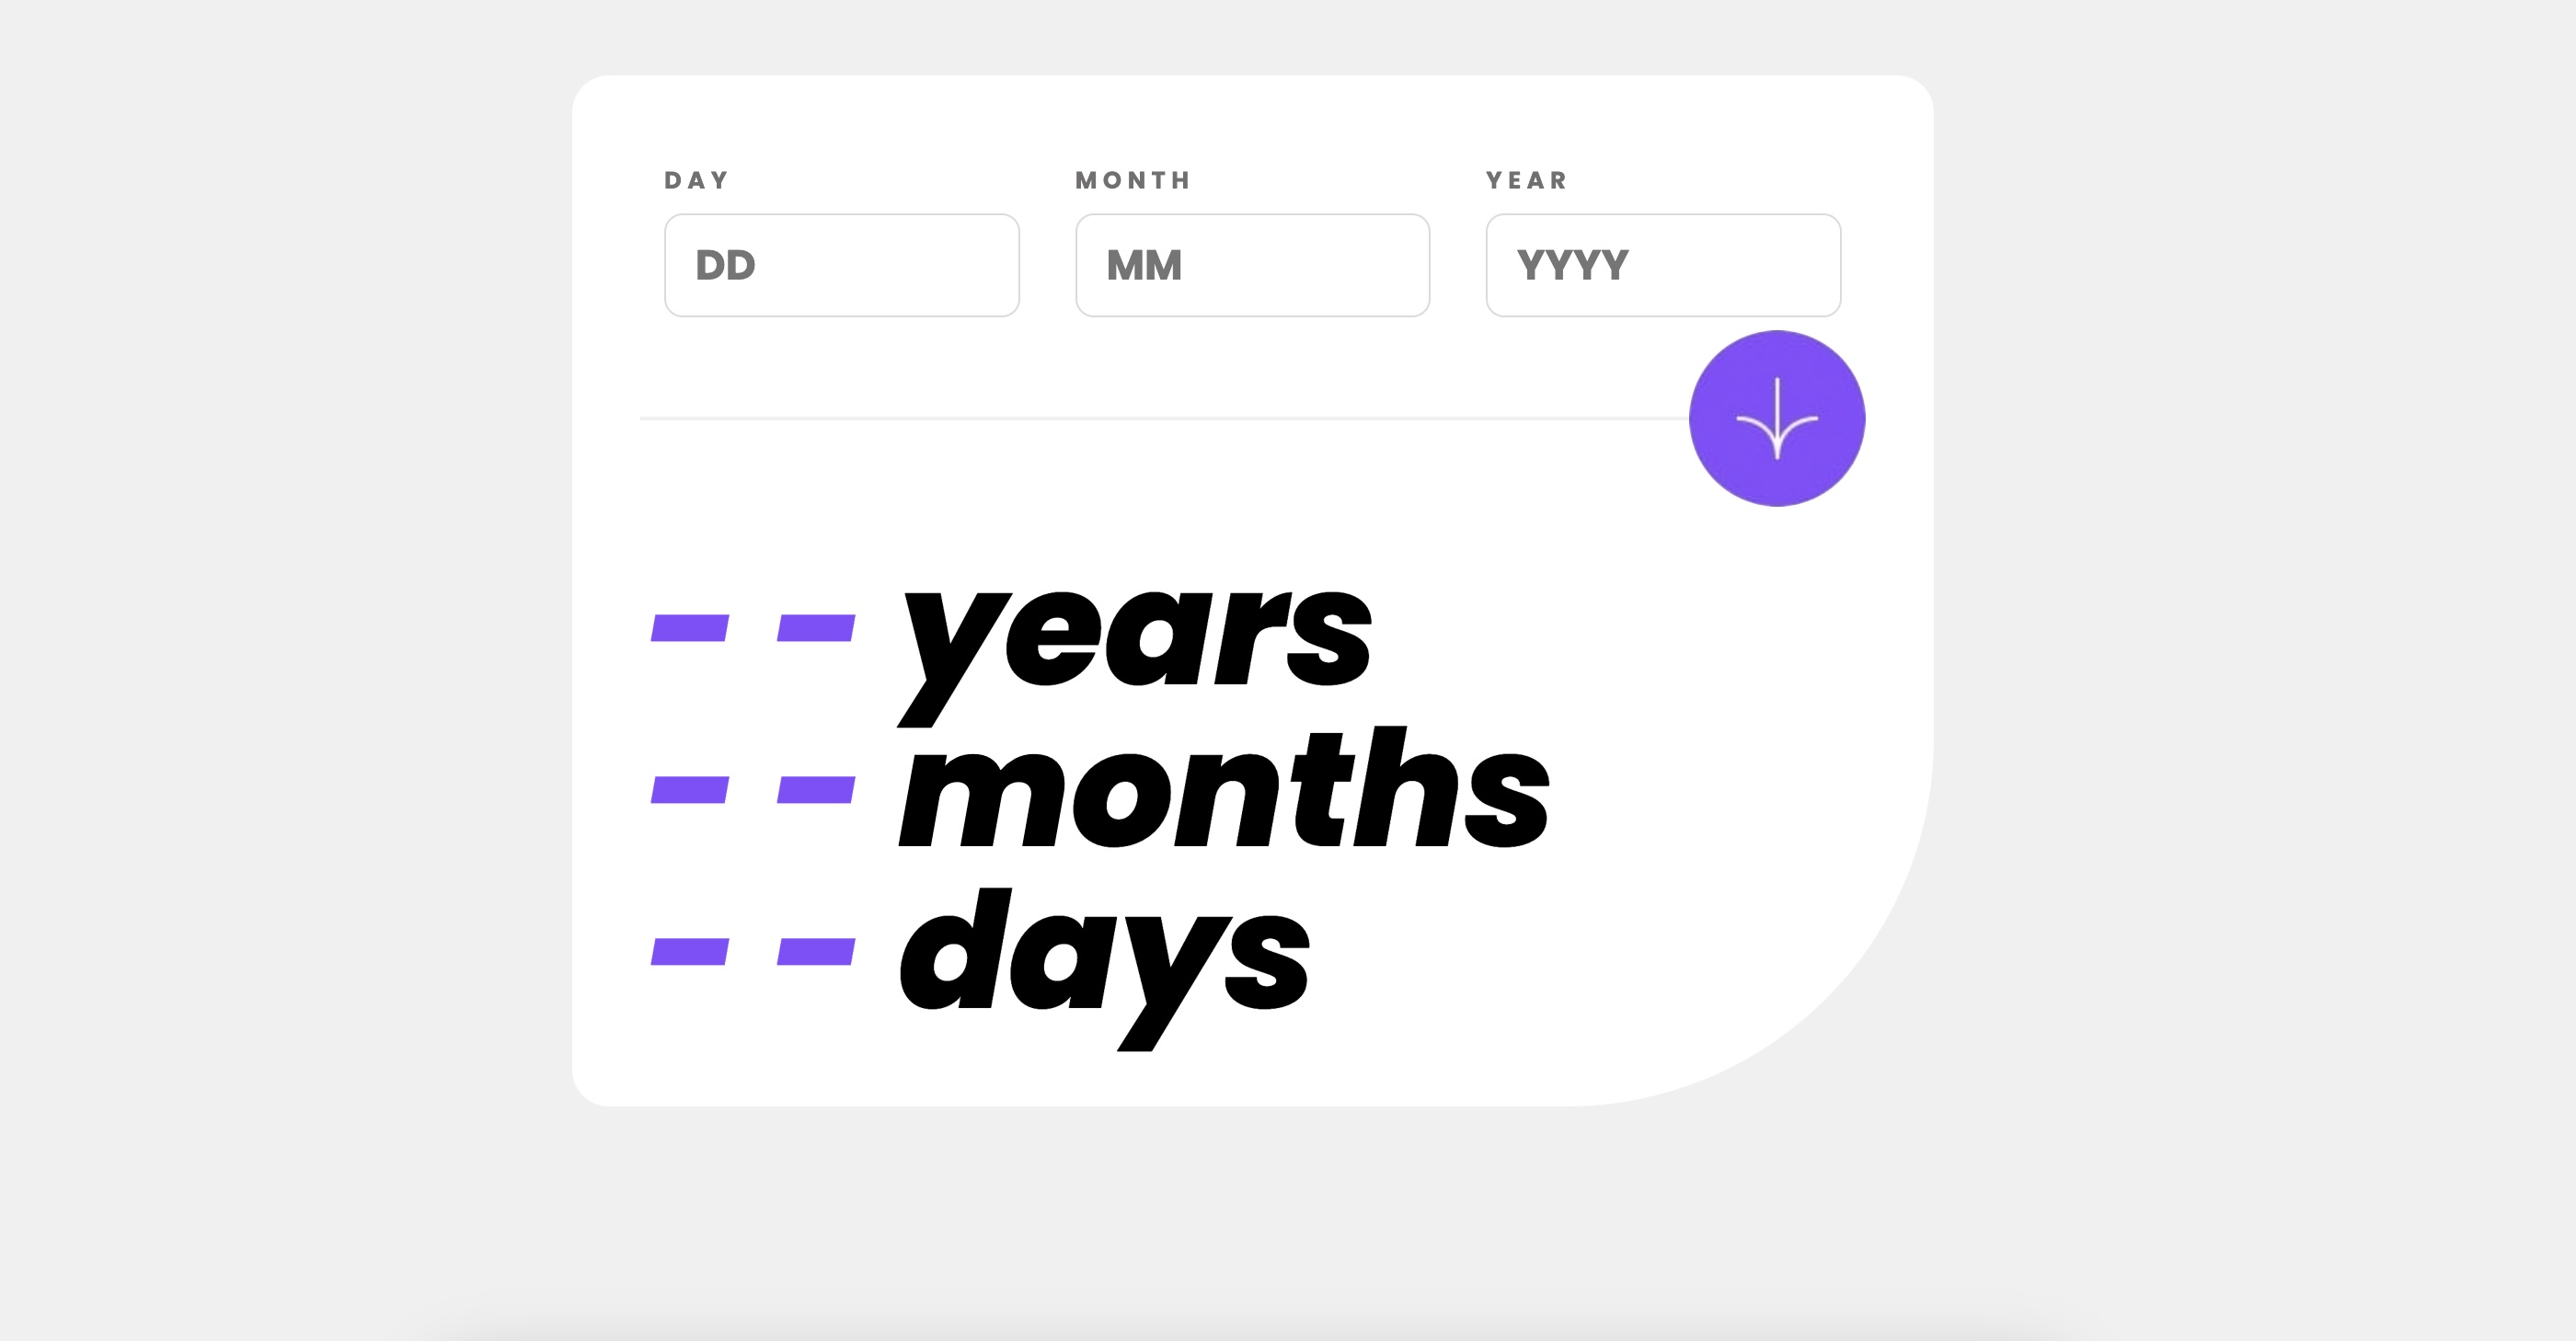 DAY MONTH YEAR
DD MM YYYY
-- years
-- months
-- days